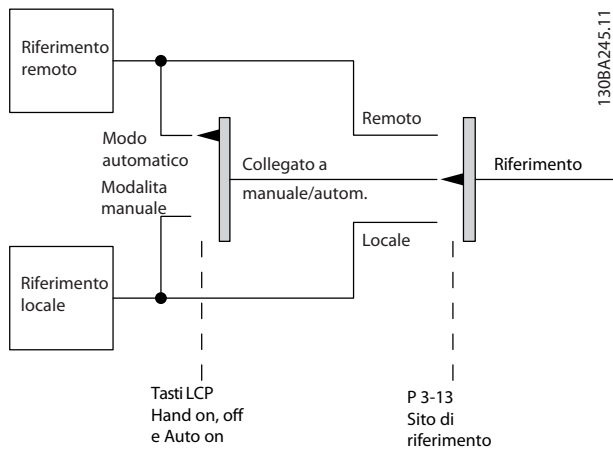 130BA245.11
Riferimento
remoto
Modo
automatico
Modalita
manuale
Riferimento
locale
Collegato a
manuale/autom.
Remoto
Locale
Riferimento
Tasti LCP
Hand on, off
e Auto on
P 3-13
Sito di
riferimento